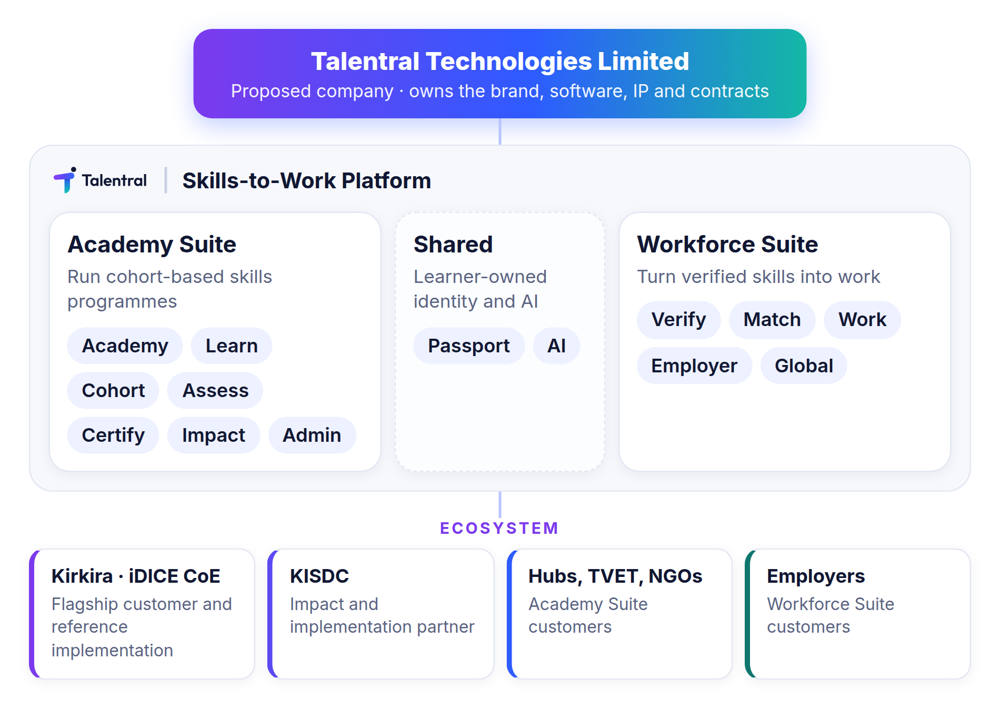 Talentral Technologies Limited
Proposed company · owns the brand, software, IP and contracts
Talentral
Skills-to-Work Platform
Academy Suite
Run cohort-based skills
programmes
Academy Learn
Cohort Assess
Certify Impact Admin
Shared
Learner-owned
identity and AI
Passport AI
Workforce Suite
Turn verified skills into work
Verify Match Work
Employer Global
ECOSYSTEM
Kirkira · iDICE CoE
Flagship customer and
reference
implementation
KISDC
Impact and
implementation partner
Hubs, TVET, NGOs
Academy Suite
customers
Employers
Workforce Suite
customers